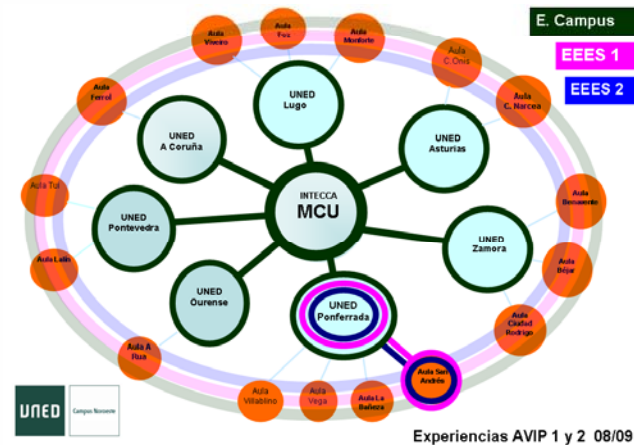 E. Campus
EEES 1
EEES 2
Aula
Viveiro
Aula
Foz
Aula
Monforte
Aula
C.Onis
Aula
C. Narcea
Aula
Ferrol
UNED
Lugo
UNED
A Coruña
UNED
Asturias
Aula Tui
INTECCA
MCU
UNED
Pontevedra
UNED
Zamora
Aula
Benavente
Aula Lalín
Aula
Béjar
UNED
Ourense
UNED
Ponferrada
Aula
Ciudad
Rodrigo
Aula A
Rua
Aula San
Andrés
Aula
Villablino
Aula
Vega
Aula La
Bañeza
UNED
Campus Noroeste
Experiencias AVIP 1 y 2 08/09